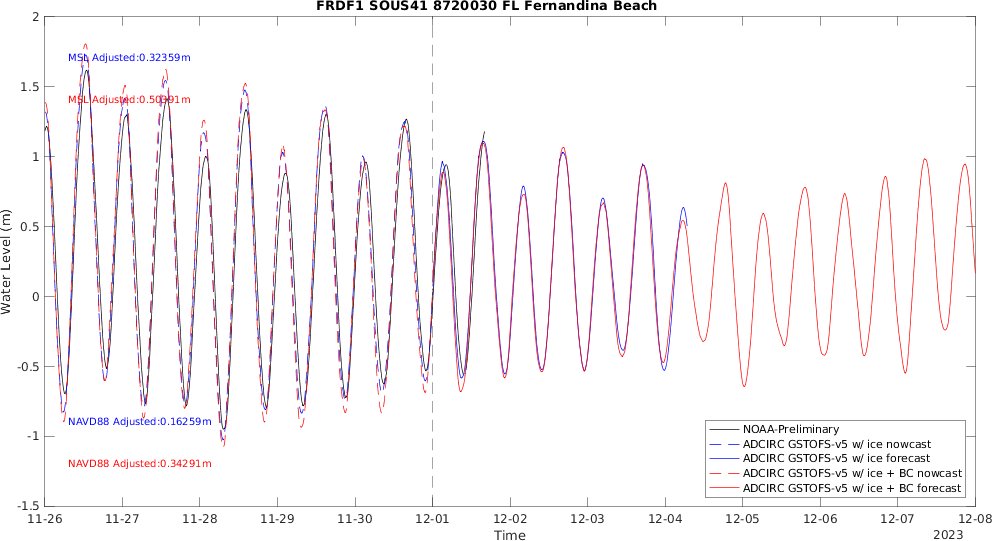 FRDF1 SOUS41 8720030 FL Fernandina Beach
Water Level (m)
2
1.5
1
0.5
0
-0.5
-1
-1.5
MSL Adjusted:0.32359m
MSL Adjusted:0.50391m
NAVD88 Adjusted:0.16259m
NAVD88 Adjusted:0.34291m
NOAA-Preliminary
ADCIRC GSTOFS-v5 w/ ice nowcast
ADCIRC GSTOFS-v5 w/ ice forecast
ADCIRC GSTOFS-v5 w/ ice + BC nowcast
ADCIRC GSTOFS-v5 w/ ice + BC forecast
11-26 11-27 11-28 11-29 11-30 12-01 12-02 12-03 12-04 12-05 12-06 12-07 12-08
Time
2023